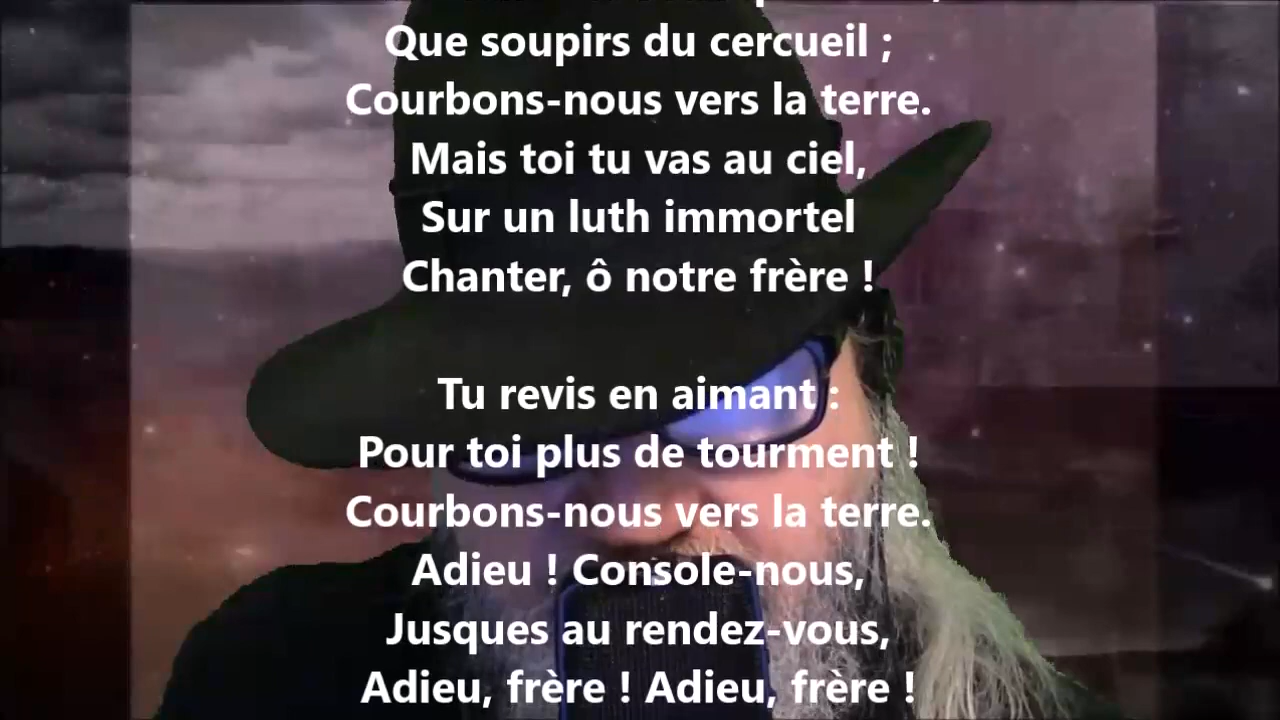 Que soupirs du cercueil ;
Courbons-nous vers la terre.
Mais toi tu vas au ciel,
Sur un luth immortel
Chanter, ô notre frère !
Tu revis en aimant :
Pour toi plus de tourment !
Courbons-nous vers la terre.
Adieu ! Console-nous,
Jusques au rendez-vous,
Adieu, frère ! Adieu, frère !